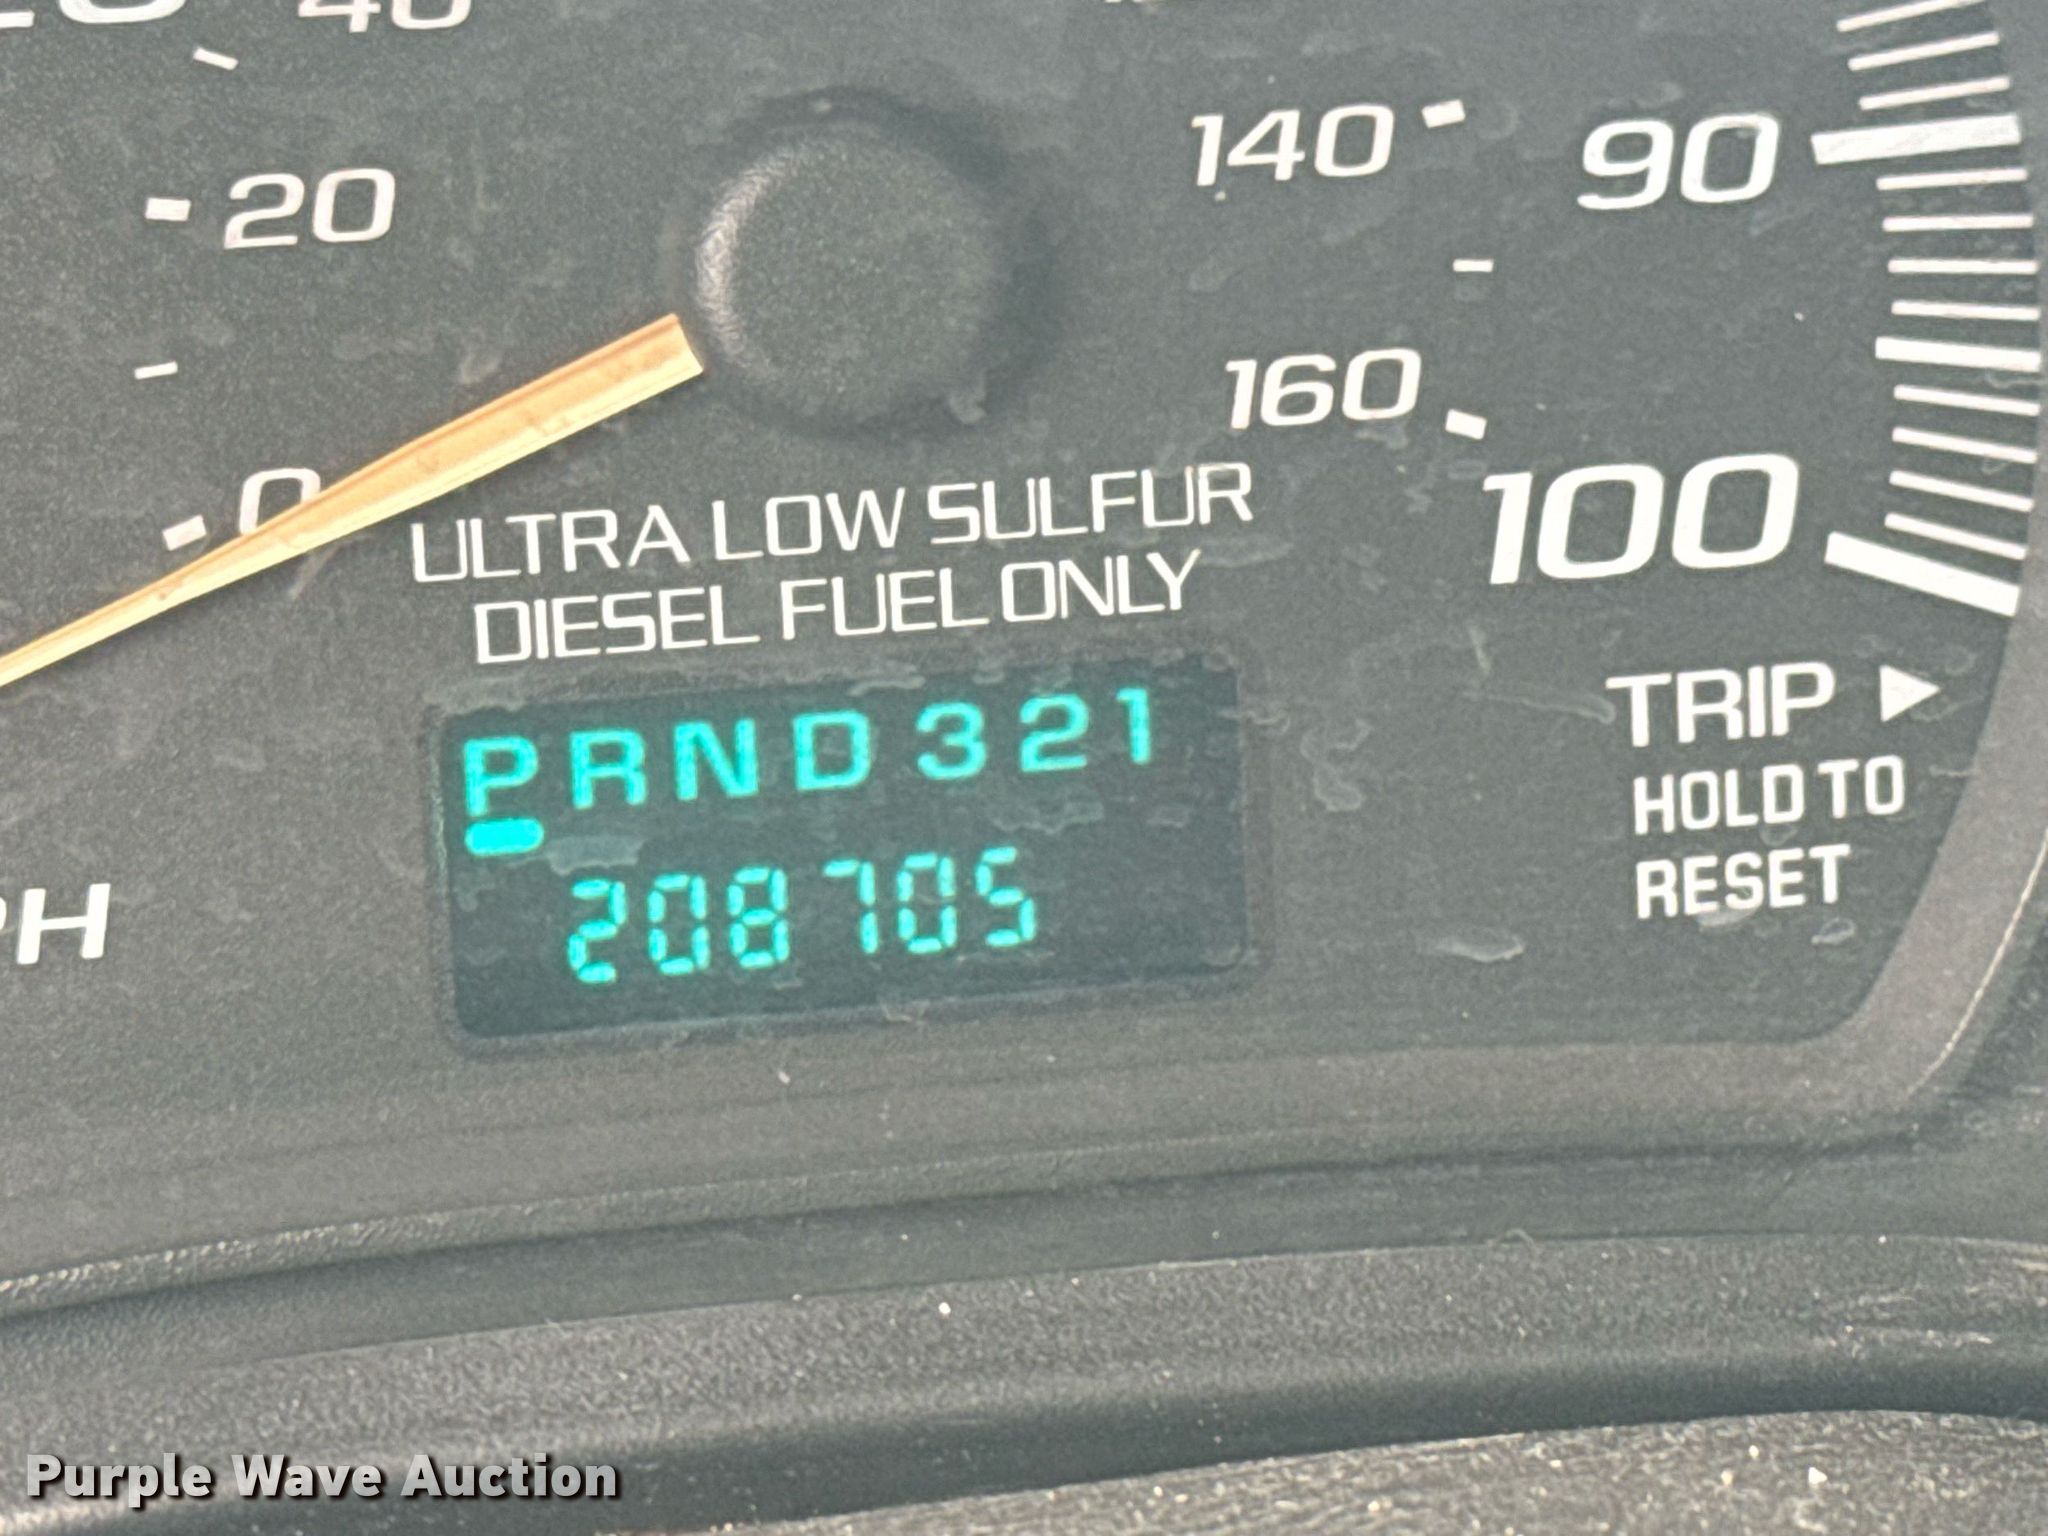 40
20
140
90
0
160
100
ULTRA LOW SULFUR
DIESEL FUEL ONLY
PRND321
208705
TRIP ▶
HOLD TO
RESET
Purple Wave Auction